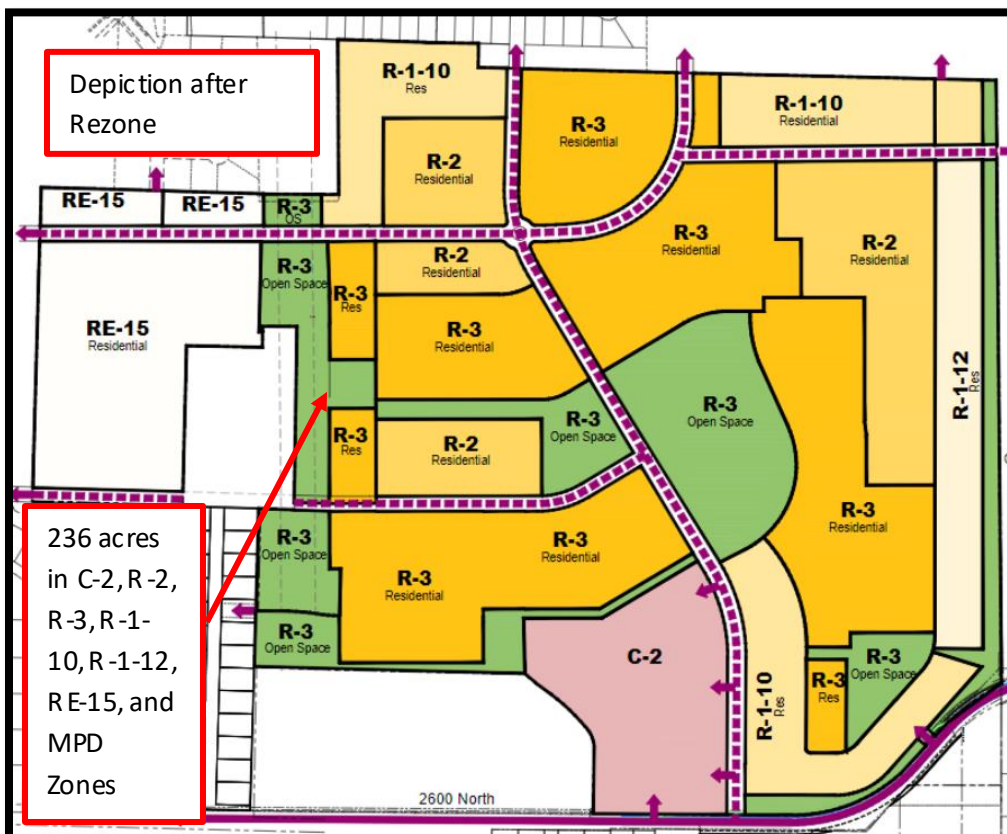 Depiction after
Rezone
R-1-10
Res
R-3
Residential
R-1-10
Residential
R-2
Residential
RE-15
RE-15
R-3
OS
R-3
Open Space
R-3
Res
R-2
Residential
R-3
Residential
R-2
Residential
RE-15
Residential
R-3
Residential
R-1-12
Res
R-3
Open Space
R-3
Open Space
R-3
Res
R-2
Residential
R-3
Residential
R-3
Open Space
R-3
Residential
R-3
Residential
R-3
Open Space
C-2
R-1-10
Res
R-3
Res
R-3
Open Space
236 acres
in C-2, R-2,
R-3, R-1-
10, R-1-12,
RE-15, and
MPD
Zones
2600 North